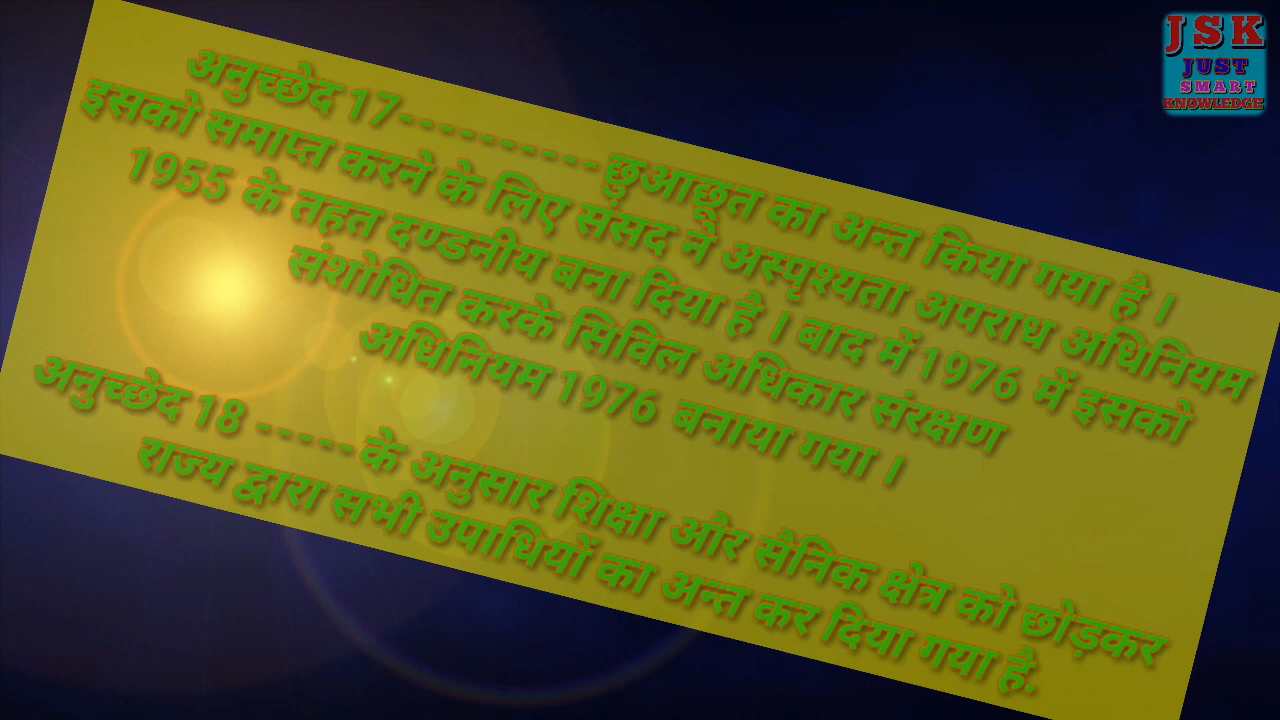 अनुच्छेद 17----------छुआछूत का अन्त किया गया है ।
इसको समाप्त करने के लिए संसद ने अस्पृश्यता अपराध अधिनियम
1955 के तहत दण्डनीय बना दिया है । बाद में 1976 में इसको
संशोधित करके सिविल अधिकार संरक्षण
अधिनियम 1976 बनाया गया ।
अनुच्छेद 18 -----के अनुसार शिक्षा और सैनिक क्षेत्र को छोड़कर
राज्य द्वारा सभी उपाधियों का अन्त कर दिया गया है.
J S K
JUST
SMART
KNOWLEDGE